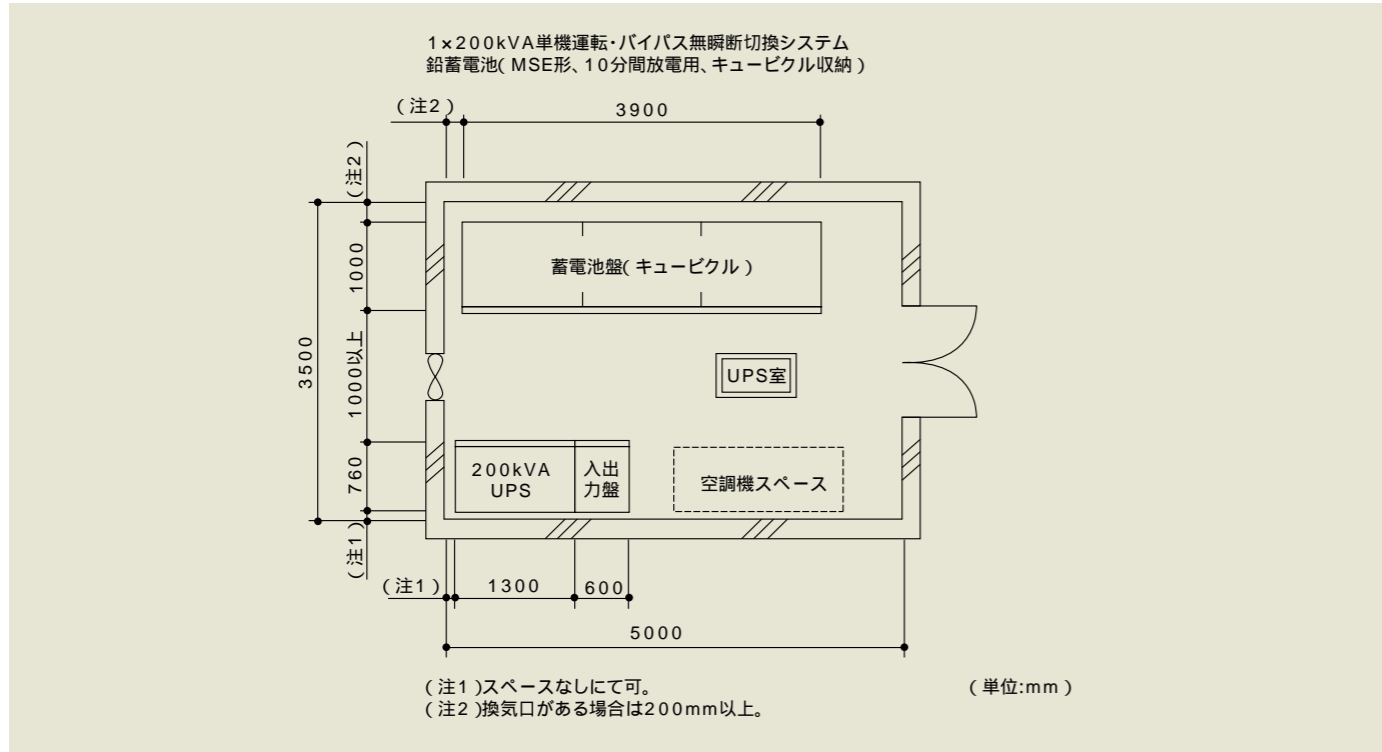 1×200kVA単機運転・バイパス無瞬断切換システム
鉛蓄電池(MSE形、10分間放電用、キュービクル収納)
(注2)
3900
(注2)
1000
蓄電池盤(キュービクル)
3500
1000以上
UPS室
760
200kVA
UPS
入出
力盤
空調機スペース
(注1)
(注1)
1300
600
5000
(注1)スペースなしにて可。
(単位:mm)
(注2)換気口がある場合は200mm以上。